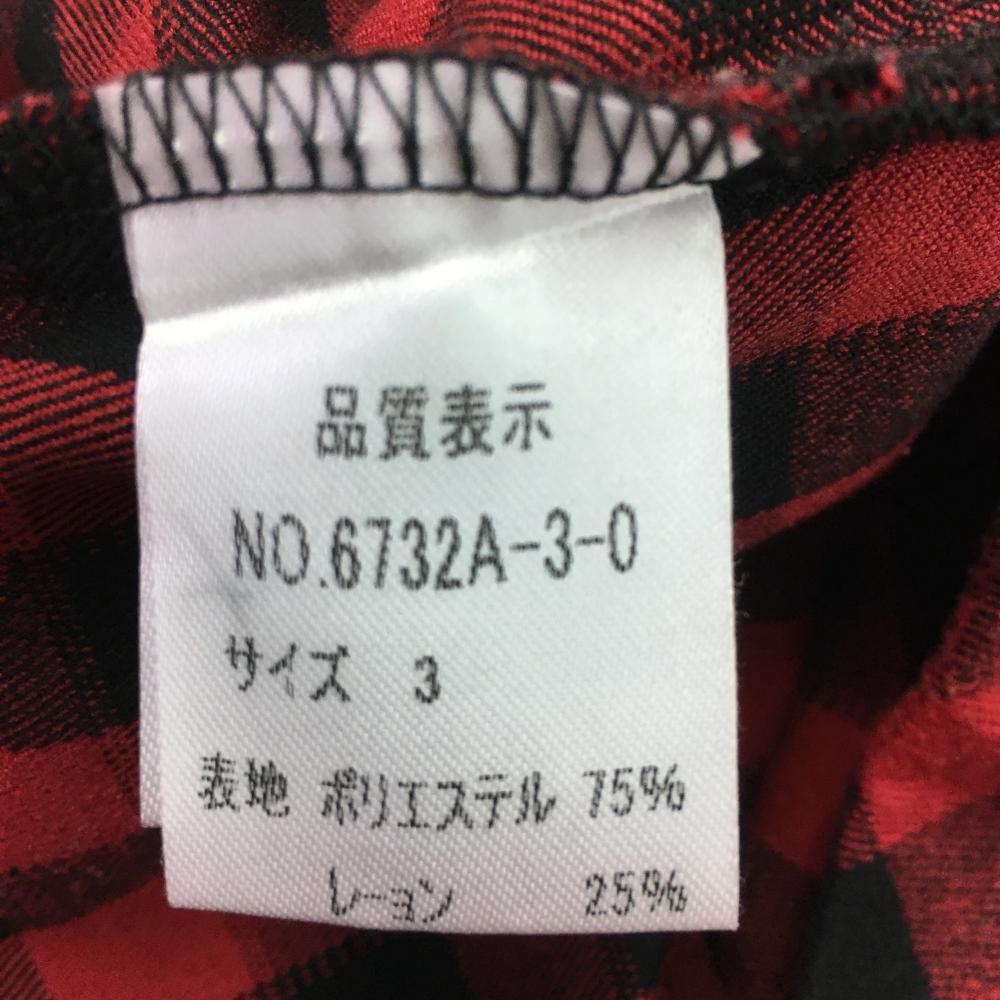 品質表示
NO.6732A-3-0
サイズ 3
表地 ポリエステル 75%
レーヨン 25%